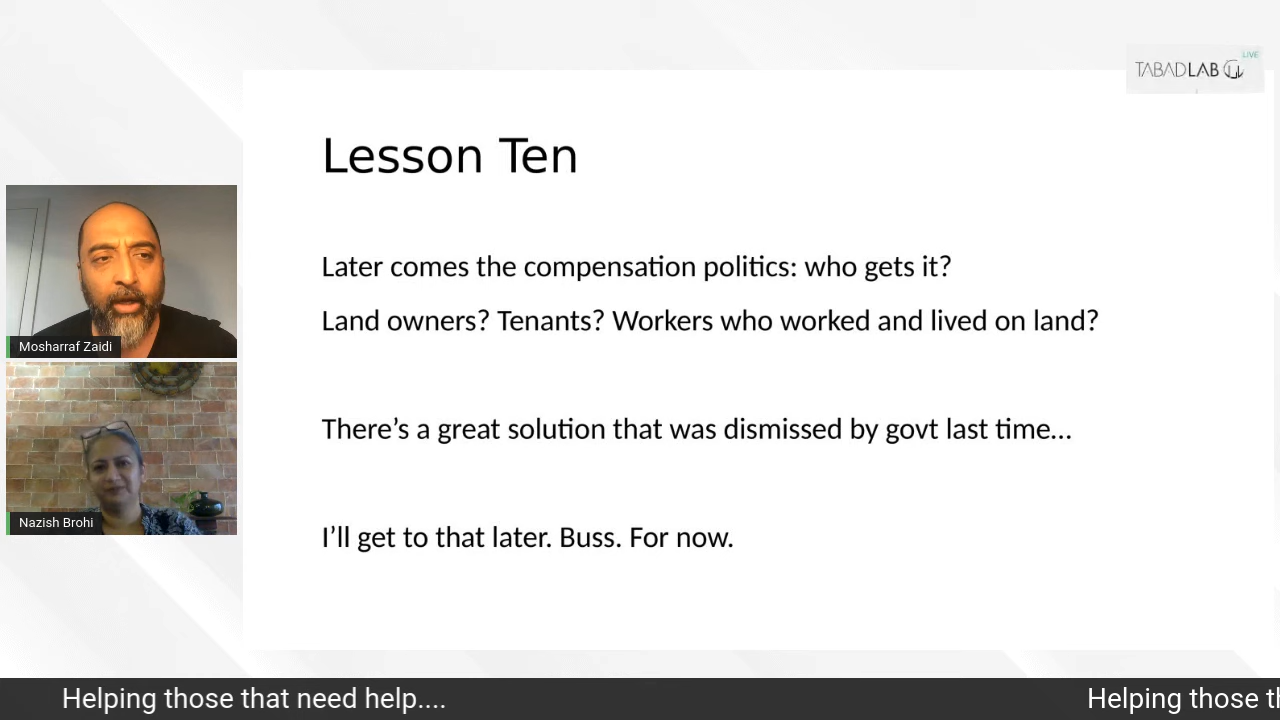 LIVE
TABADLAB
Lesson Ten
Later comes the compensation politics: who gets it?
Land owners? Tenants? Workers who worked and lived on land?
There’s a great solution that was dismissed by govt last time…
I’ll get to that later. Buss. For now.
Mosharraf Zaidi
Nazish Brohi
Helping those that need help....
Helping those th